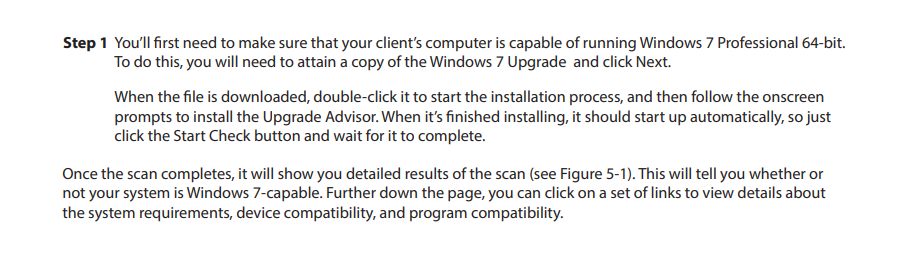 Step 1 You'll first need to make sure that your client's computer is capable of running Windows 7 Professional 64-bit.
To do this, you will need to attain a copy of the Windows 7 Upgrade and click Next.
When the file is downloaded, double-click it to start the installation process, and then follow the onscreen
prompts to install the Upgrade Advisor. When it's finished installing, it should start up automatically, so just
click the Start Check button and wait for it to complete.
Once the scan completes, it will show you detailed results of the scan (see Figure 5-1). This will tell you whether or
not your system is Windows 7-capable. Further down the page, you can click on a set of links to view details about
the system requirements, device compatibility, and program compatibility.